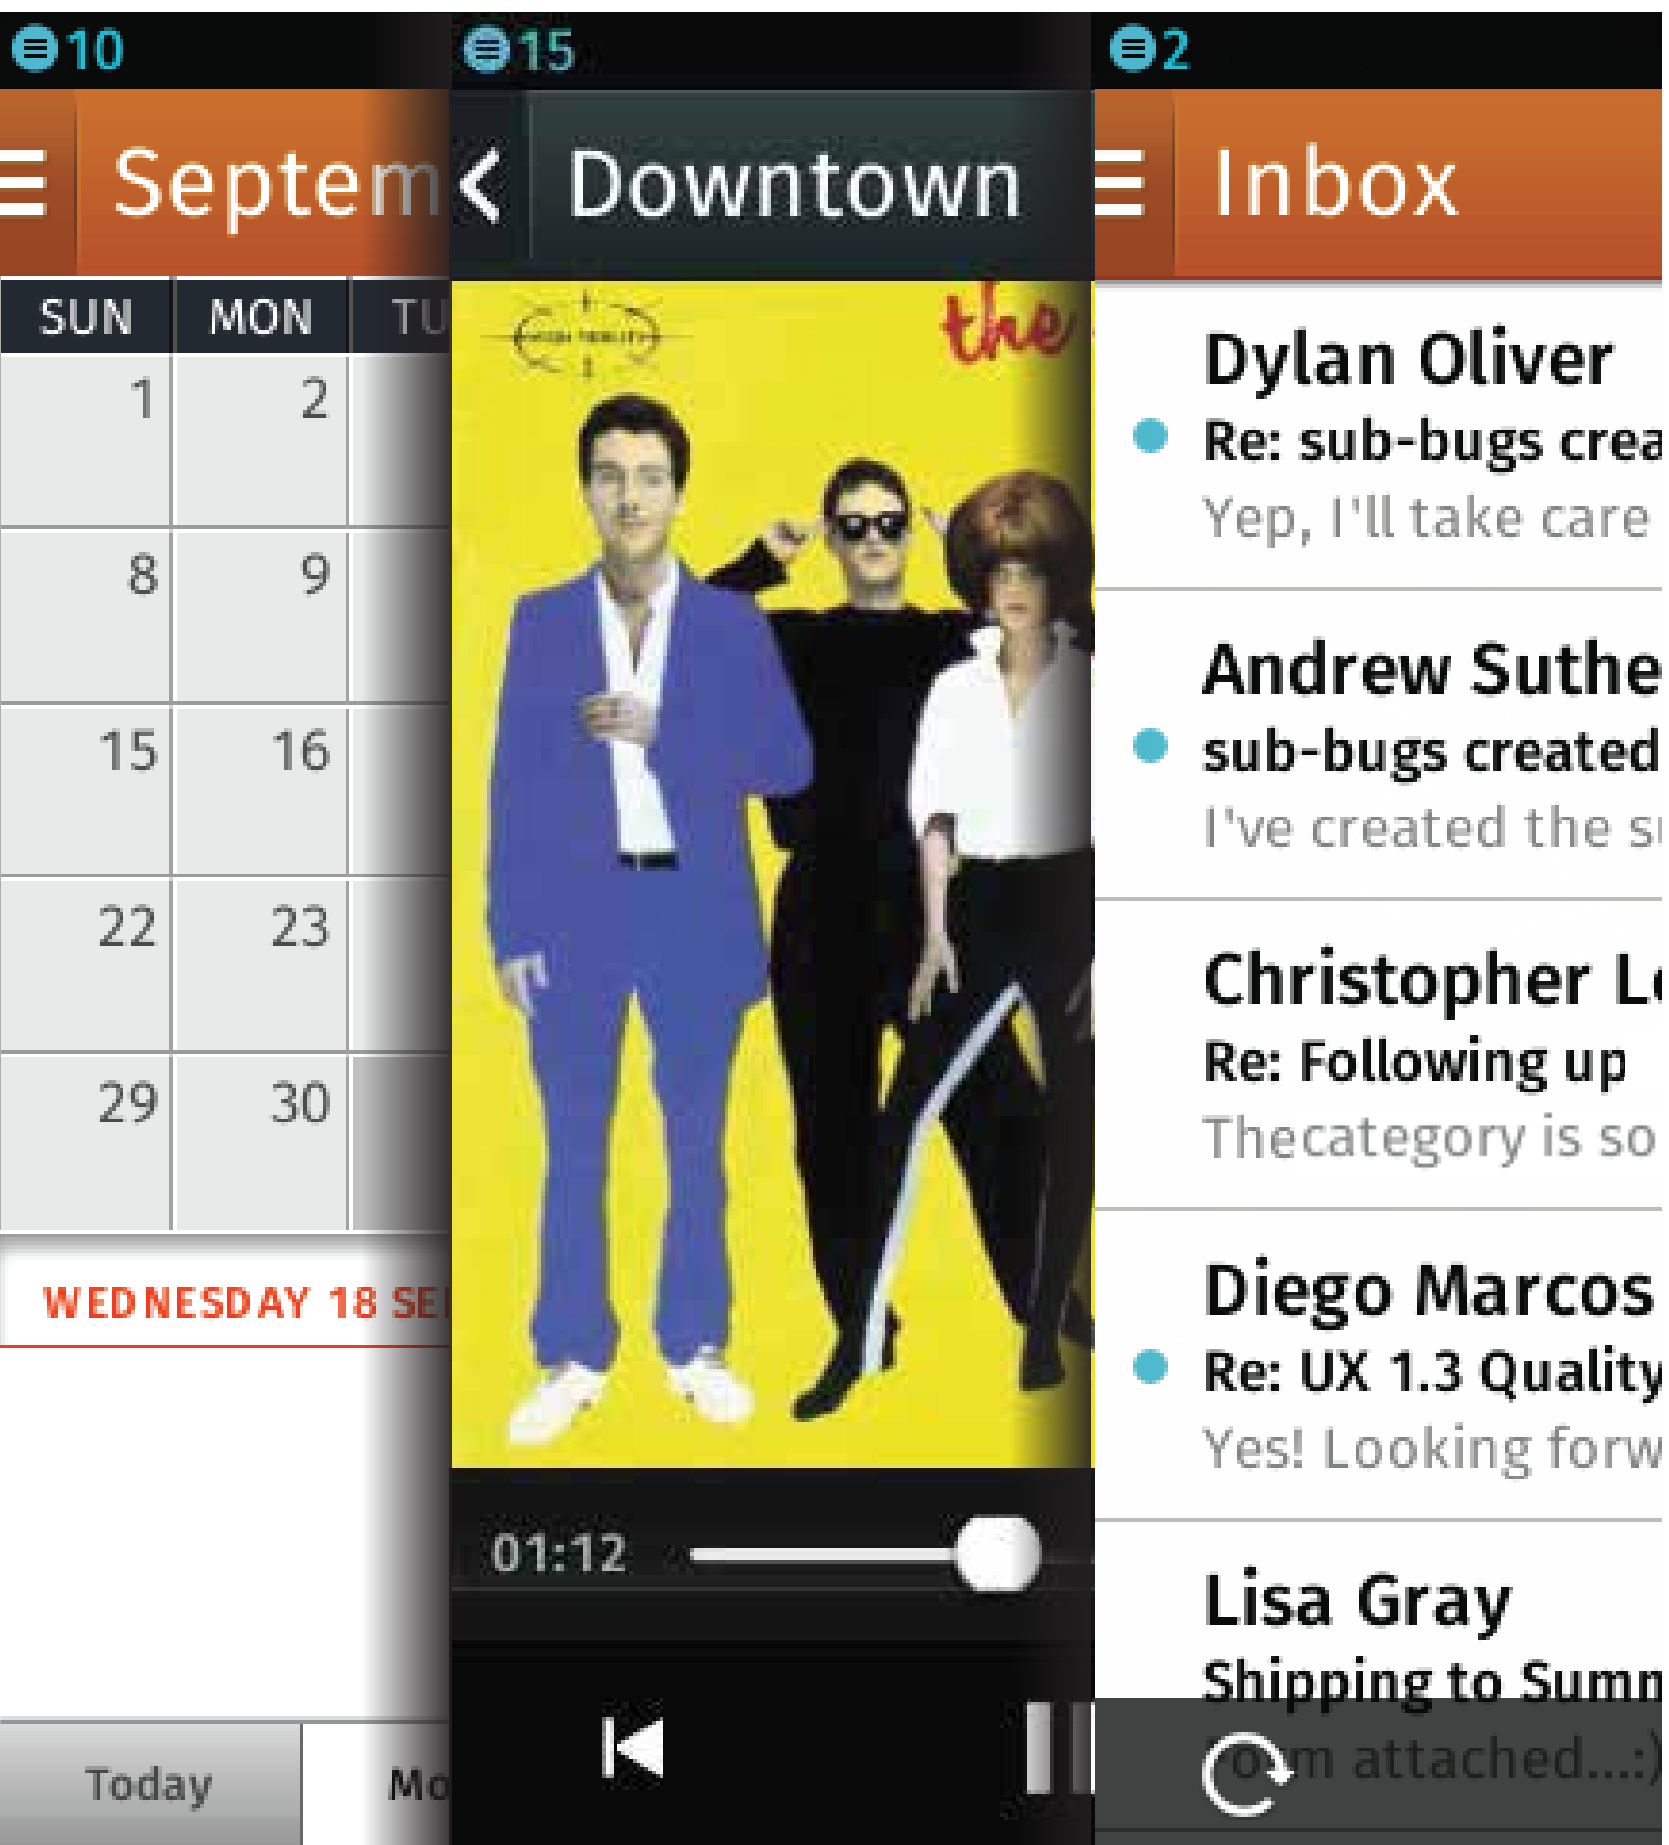 10
Septem
SUN MON TU
1 2
8 9
15 16
22 23
29 30
WEDNESDAY 18 SE
Today Mo
15
Downtown
the
01:12
2
Inbox
Dylan Oliver
Re: sub-bugs crea
Yep, I'll take care
Andrew Suthe
sub-bugs created
I've created the s
Christopher Le
Re: Following up
Thecategory is so
Diego Marcos
Re: UX 1.3 Quality
Yes! Looking forw
Lisa Gray
Shipping to Summ
attached...:)